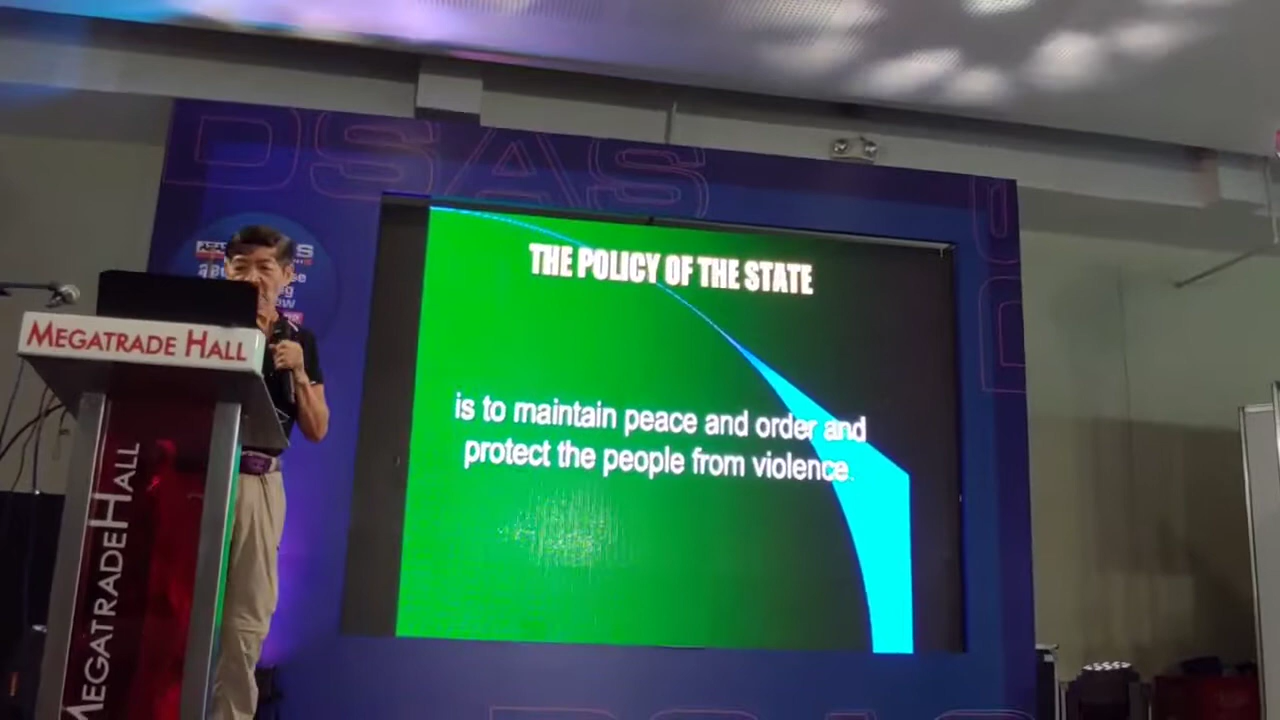 DSAS
THE POLICY OF THE STATE
is to maintain peace and order and
protect the people from violence.
MEGATRADE HALL
MEGATRADEHALL